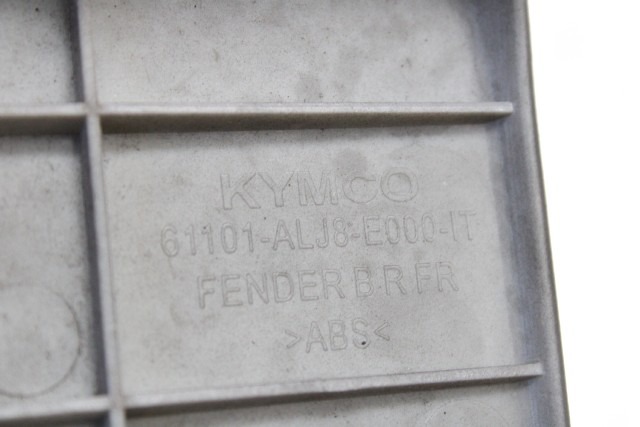 KYMCO
61101-ALJ8-E000-IT
FENDER B R FR
>ABS<